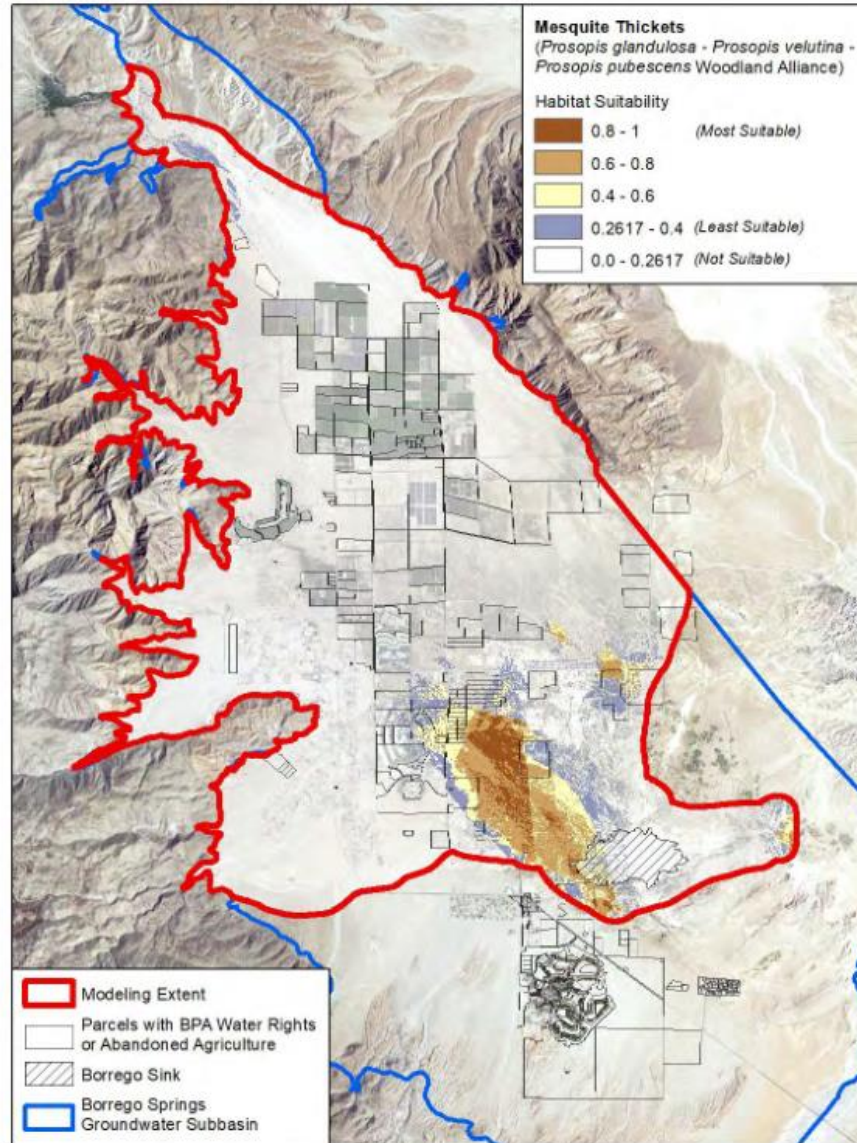 Mesquite Thickets
(Prosopis glandulosa - Prosopis velutina -
Prosopis pubescens Woodland Alliance)
Habitat Suitability
0.8 - 1 (Most Suitable)
0.6 - 0.8
0.4 - 0.6
0.2617 - 0.4 (Least Suitable)
0.0 - 0.2617 (Not Suitable)
Modeling Extent
Parcels with BPA Water Rights
or Abandoned Agriculture
Borrego Sink
Borrego Springs
Groundwater Subbasin